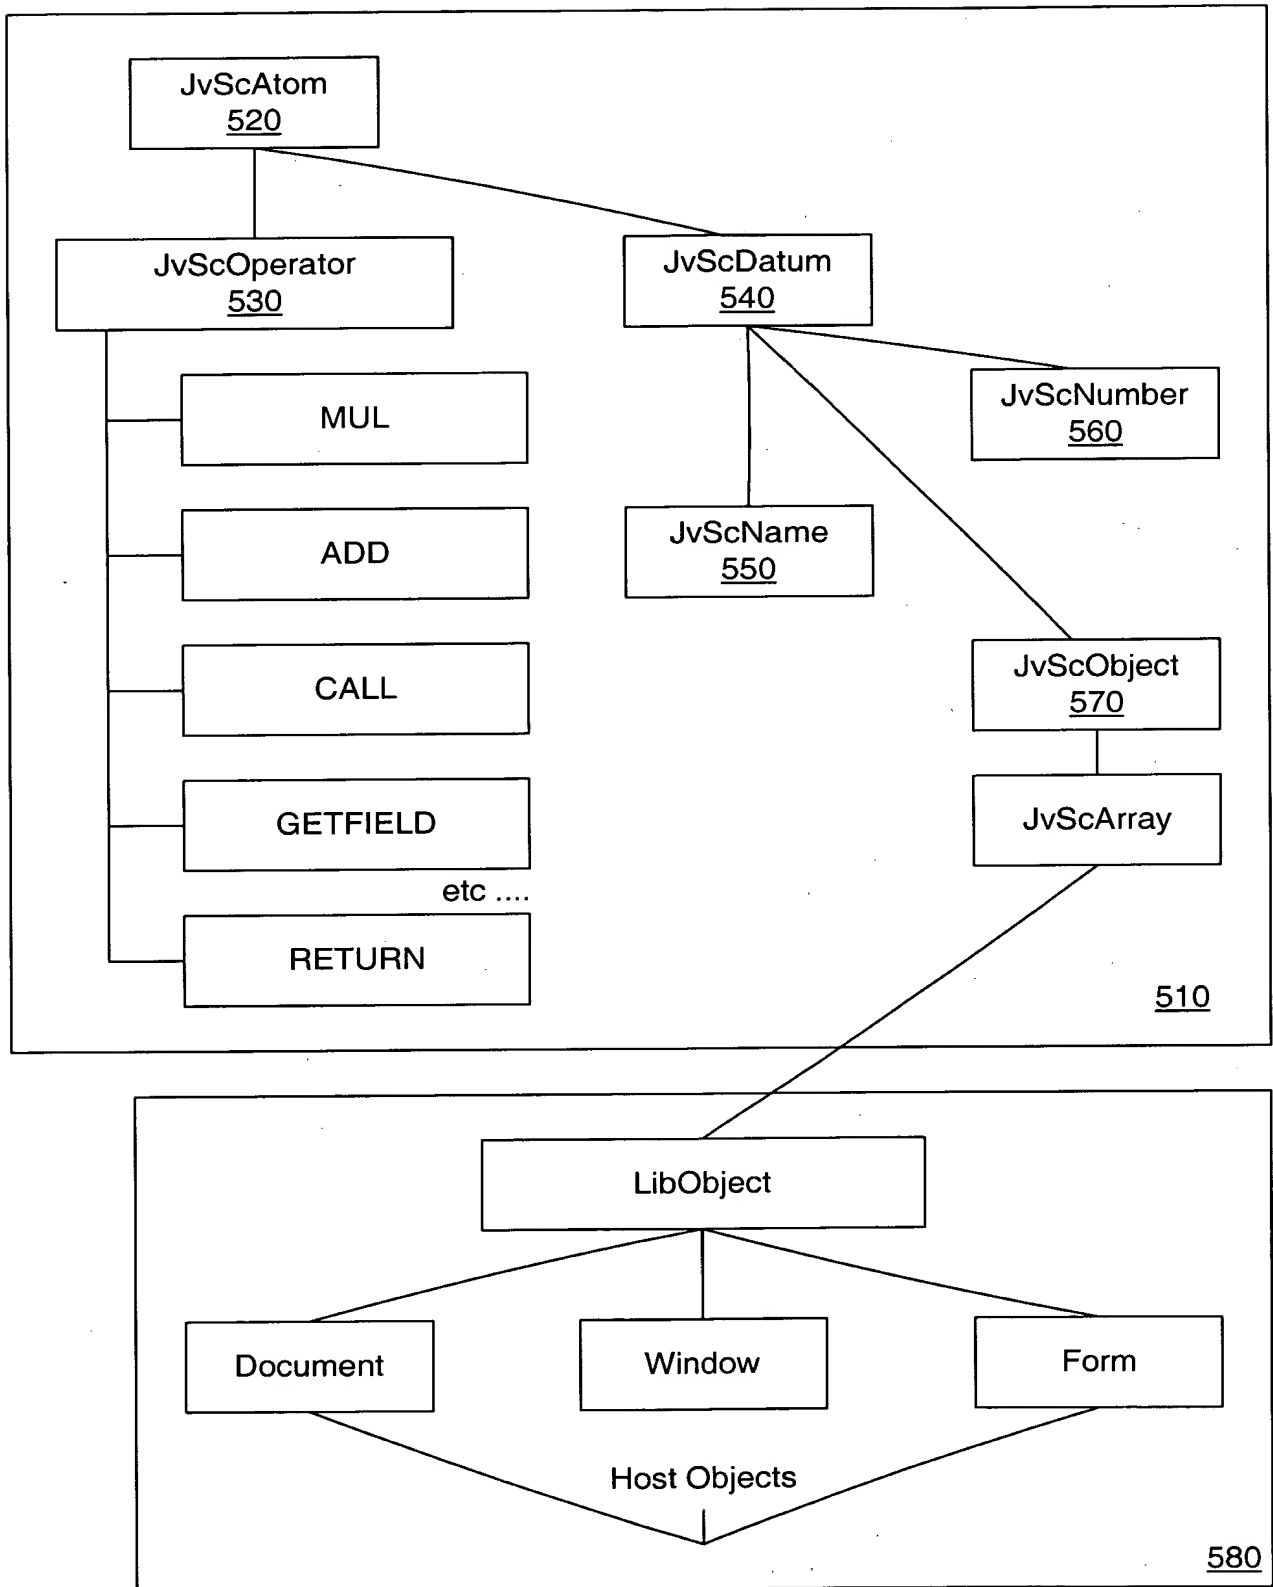 JvScAtom
520
JvScOperator
530
JvScDatum
540
MUL
JvScNumber
560
ADD
JvScName
550
CALL
JvScObject
570
GETFIELD
JvScArray
etc ....
RETURN
510
LibObject
Document
Window
Form
Host Objects
580